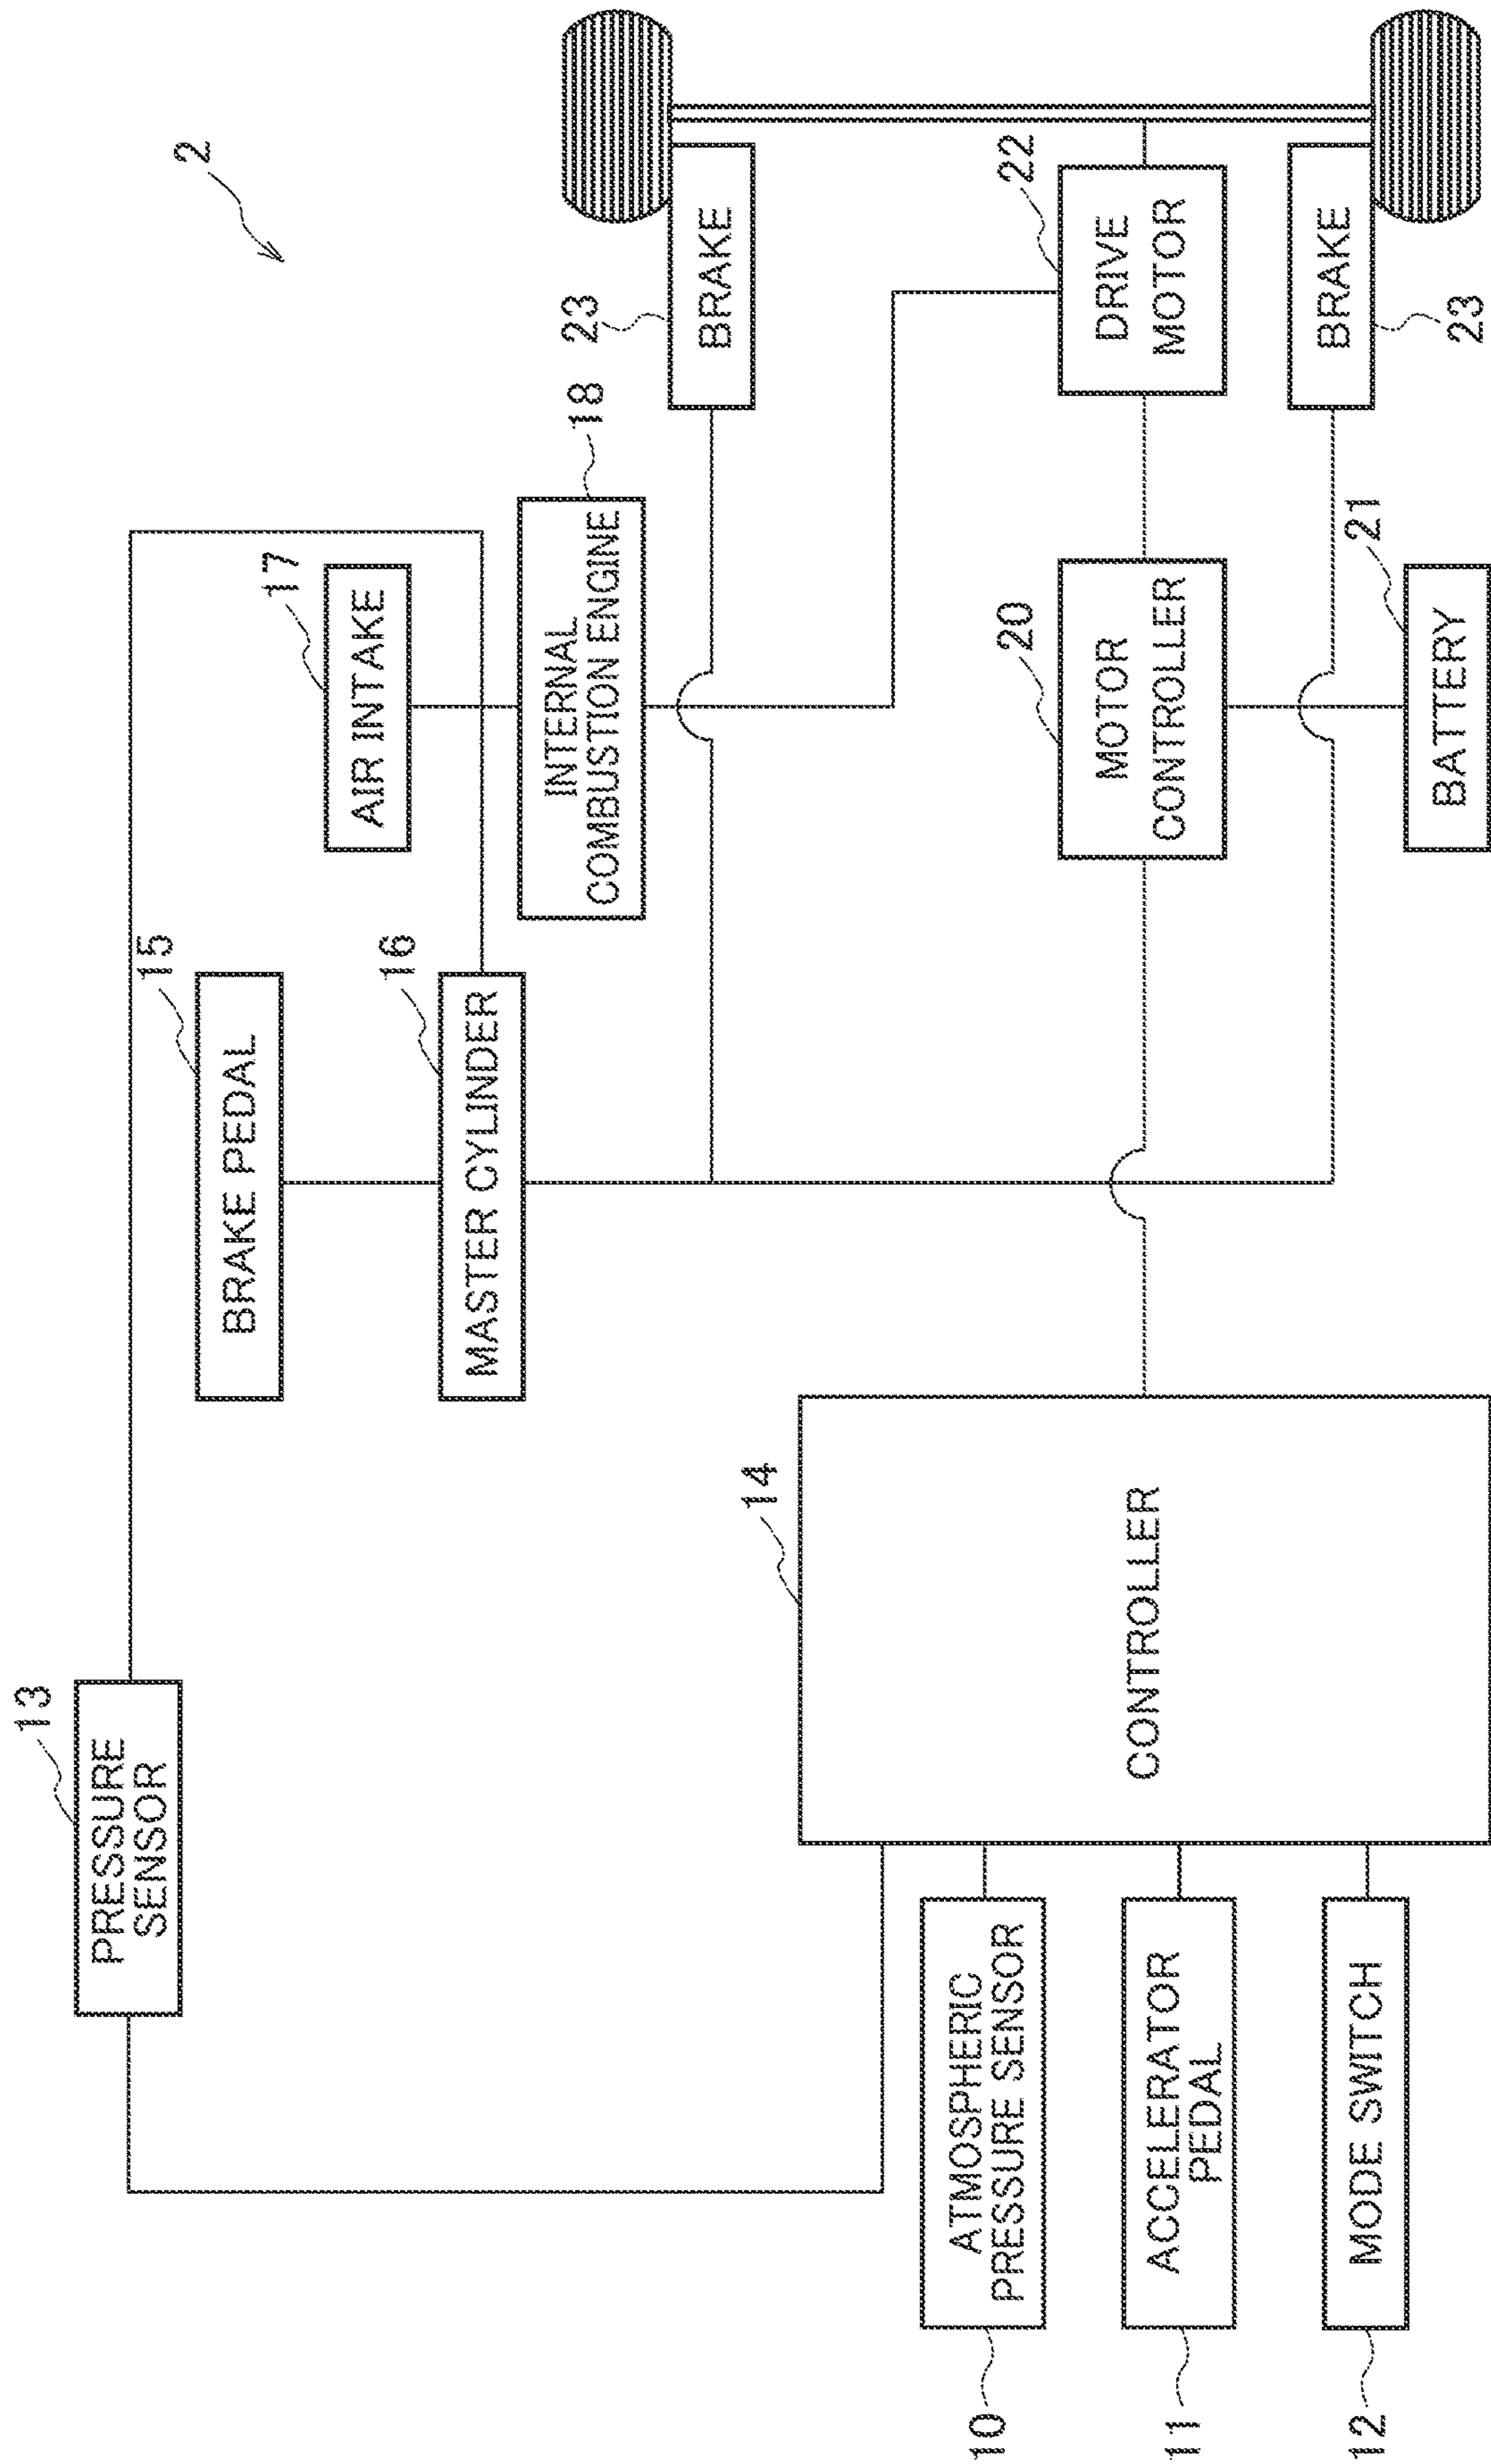 2
13
PRESSURE
SENSOR
15
BRAKE PEDAL
17
AIR INTAKE
16
MASTER CYLINDER
18
INTERNAL
COMBUSTION ENGINE
23
BRAKE
14
CONTROLLER
10
ATMOSPHERIC
PRESSURE SENSOR
11
ACCELERATOR
PEDAL
12
MODE SWITCH
20
MOTOR
CONTROLLER
22
DRIVE
MOTOR
21
BATTERY
BRAKE
23